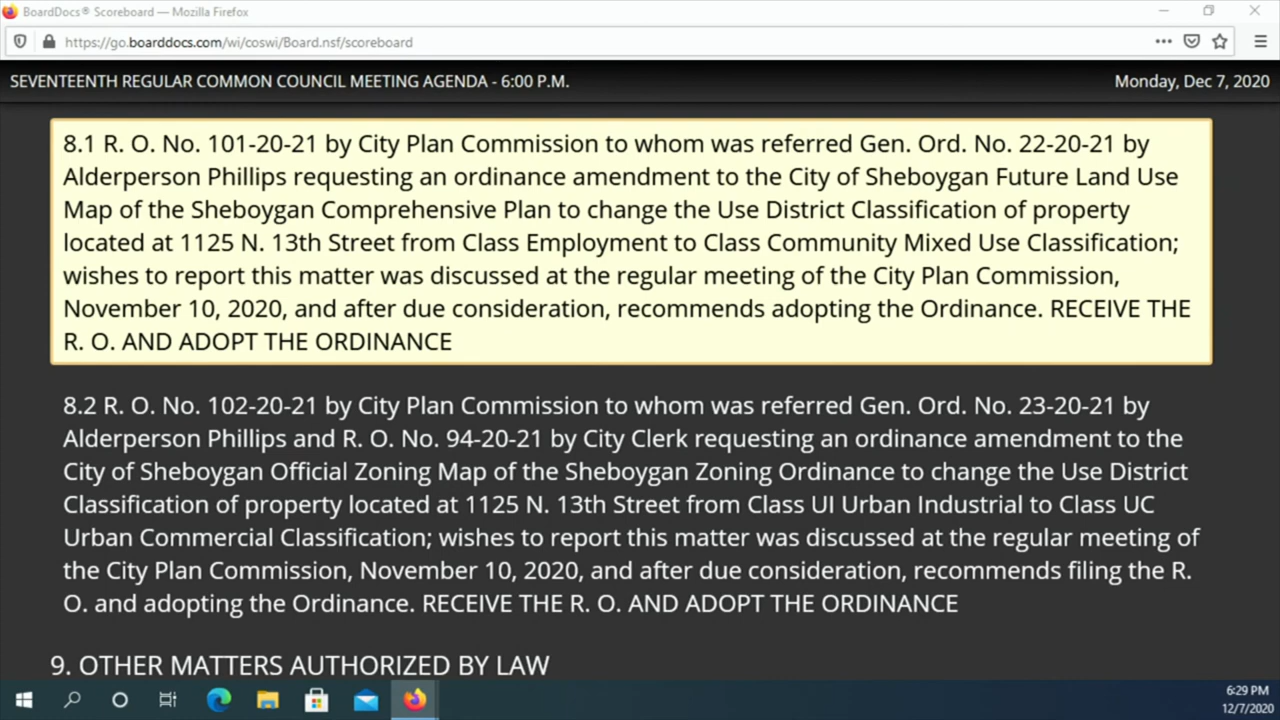 BoardDocs® Scoreboard — Mozilla Firefox
https://go.boarddocs.com/wi/coswi/Board.nsf/scoreboard
SEVENTEENTH REGULAR COMMON COUNCIL MEETING AGENDA - 6:00 P.M.
Monday, Dec 7, 2020
8.1 R. O. No. 101-20-21 by City Plan Commission to whom was referred Gen. Ord. No. 22-20-21 by
Alderperson Phillips requesting an ordinance amendment to the City of Sheboygan Future Land Use
Map of the Sheboygan Comprehensive Plan to change the Use District Classification of property
located at 1125 N. 13th Street from Class Employment to Class Community Mixed Use Classification;
wishes to report this matter was discussed at the regular meeting of the City Plan Commission,
November 10, 2020, and after due consideration, recommends adopting the Ordinance. RECEIVE THE
R. O. AND ADOPT THE ORDINANCE
8.2 R. O. No. 102-20-21 by City Plan Commission to whom was referred Gen. Ord. No. 23-20-21 by
Alderperson Phillips and R. O. No. 94-20-21 by City Clerk requesting an ordinance amendment to the
City of Sheboygan Official Zoning Map of the Sheboygan Zoning Ordinance to change the Use District
Classification of property located at 1125 N. 13th Street from Class UI Urban Industrial to Class UC
Urban Commercial Classification; wishes to report this matter was discussed at the regular meeting of
the City Plan Commission, November 10, 2020, and after due consideration, recommends filing the R.
O. and adopting the Ordinance. RECEIVE THE R. O. AND ADOPT THE ORDINANCE
9. OTHER MATTERS AUTHORIZED BY LAW
6:29 PM
12/7/2020